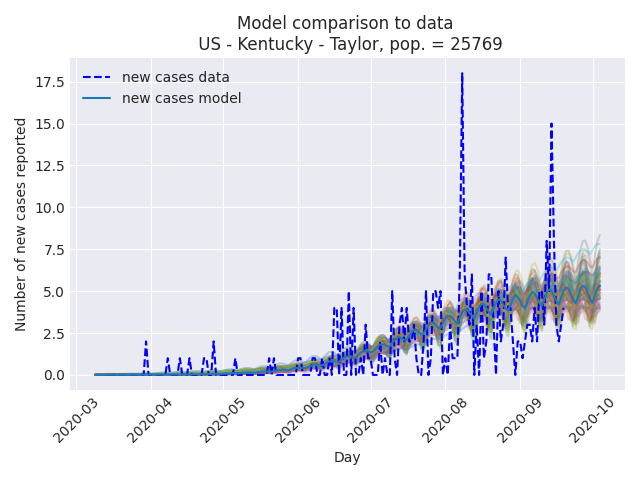 Model comparison to data
US - Kentucky - Taylor, pop. = 25769
new cases data
new cases model
Number of new cases reported
17.5
15.0
12.5
10.0
7.5
5.0
2.5
0.0
2020-03
2020-04
2020-05
2020-06
2020-07
2020-08
2020-09
2020-10
Day